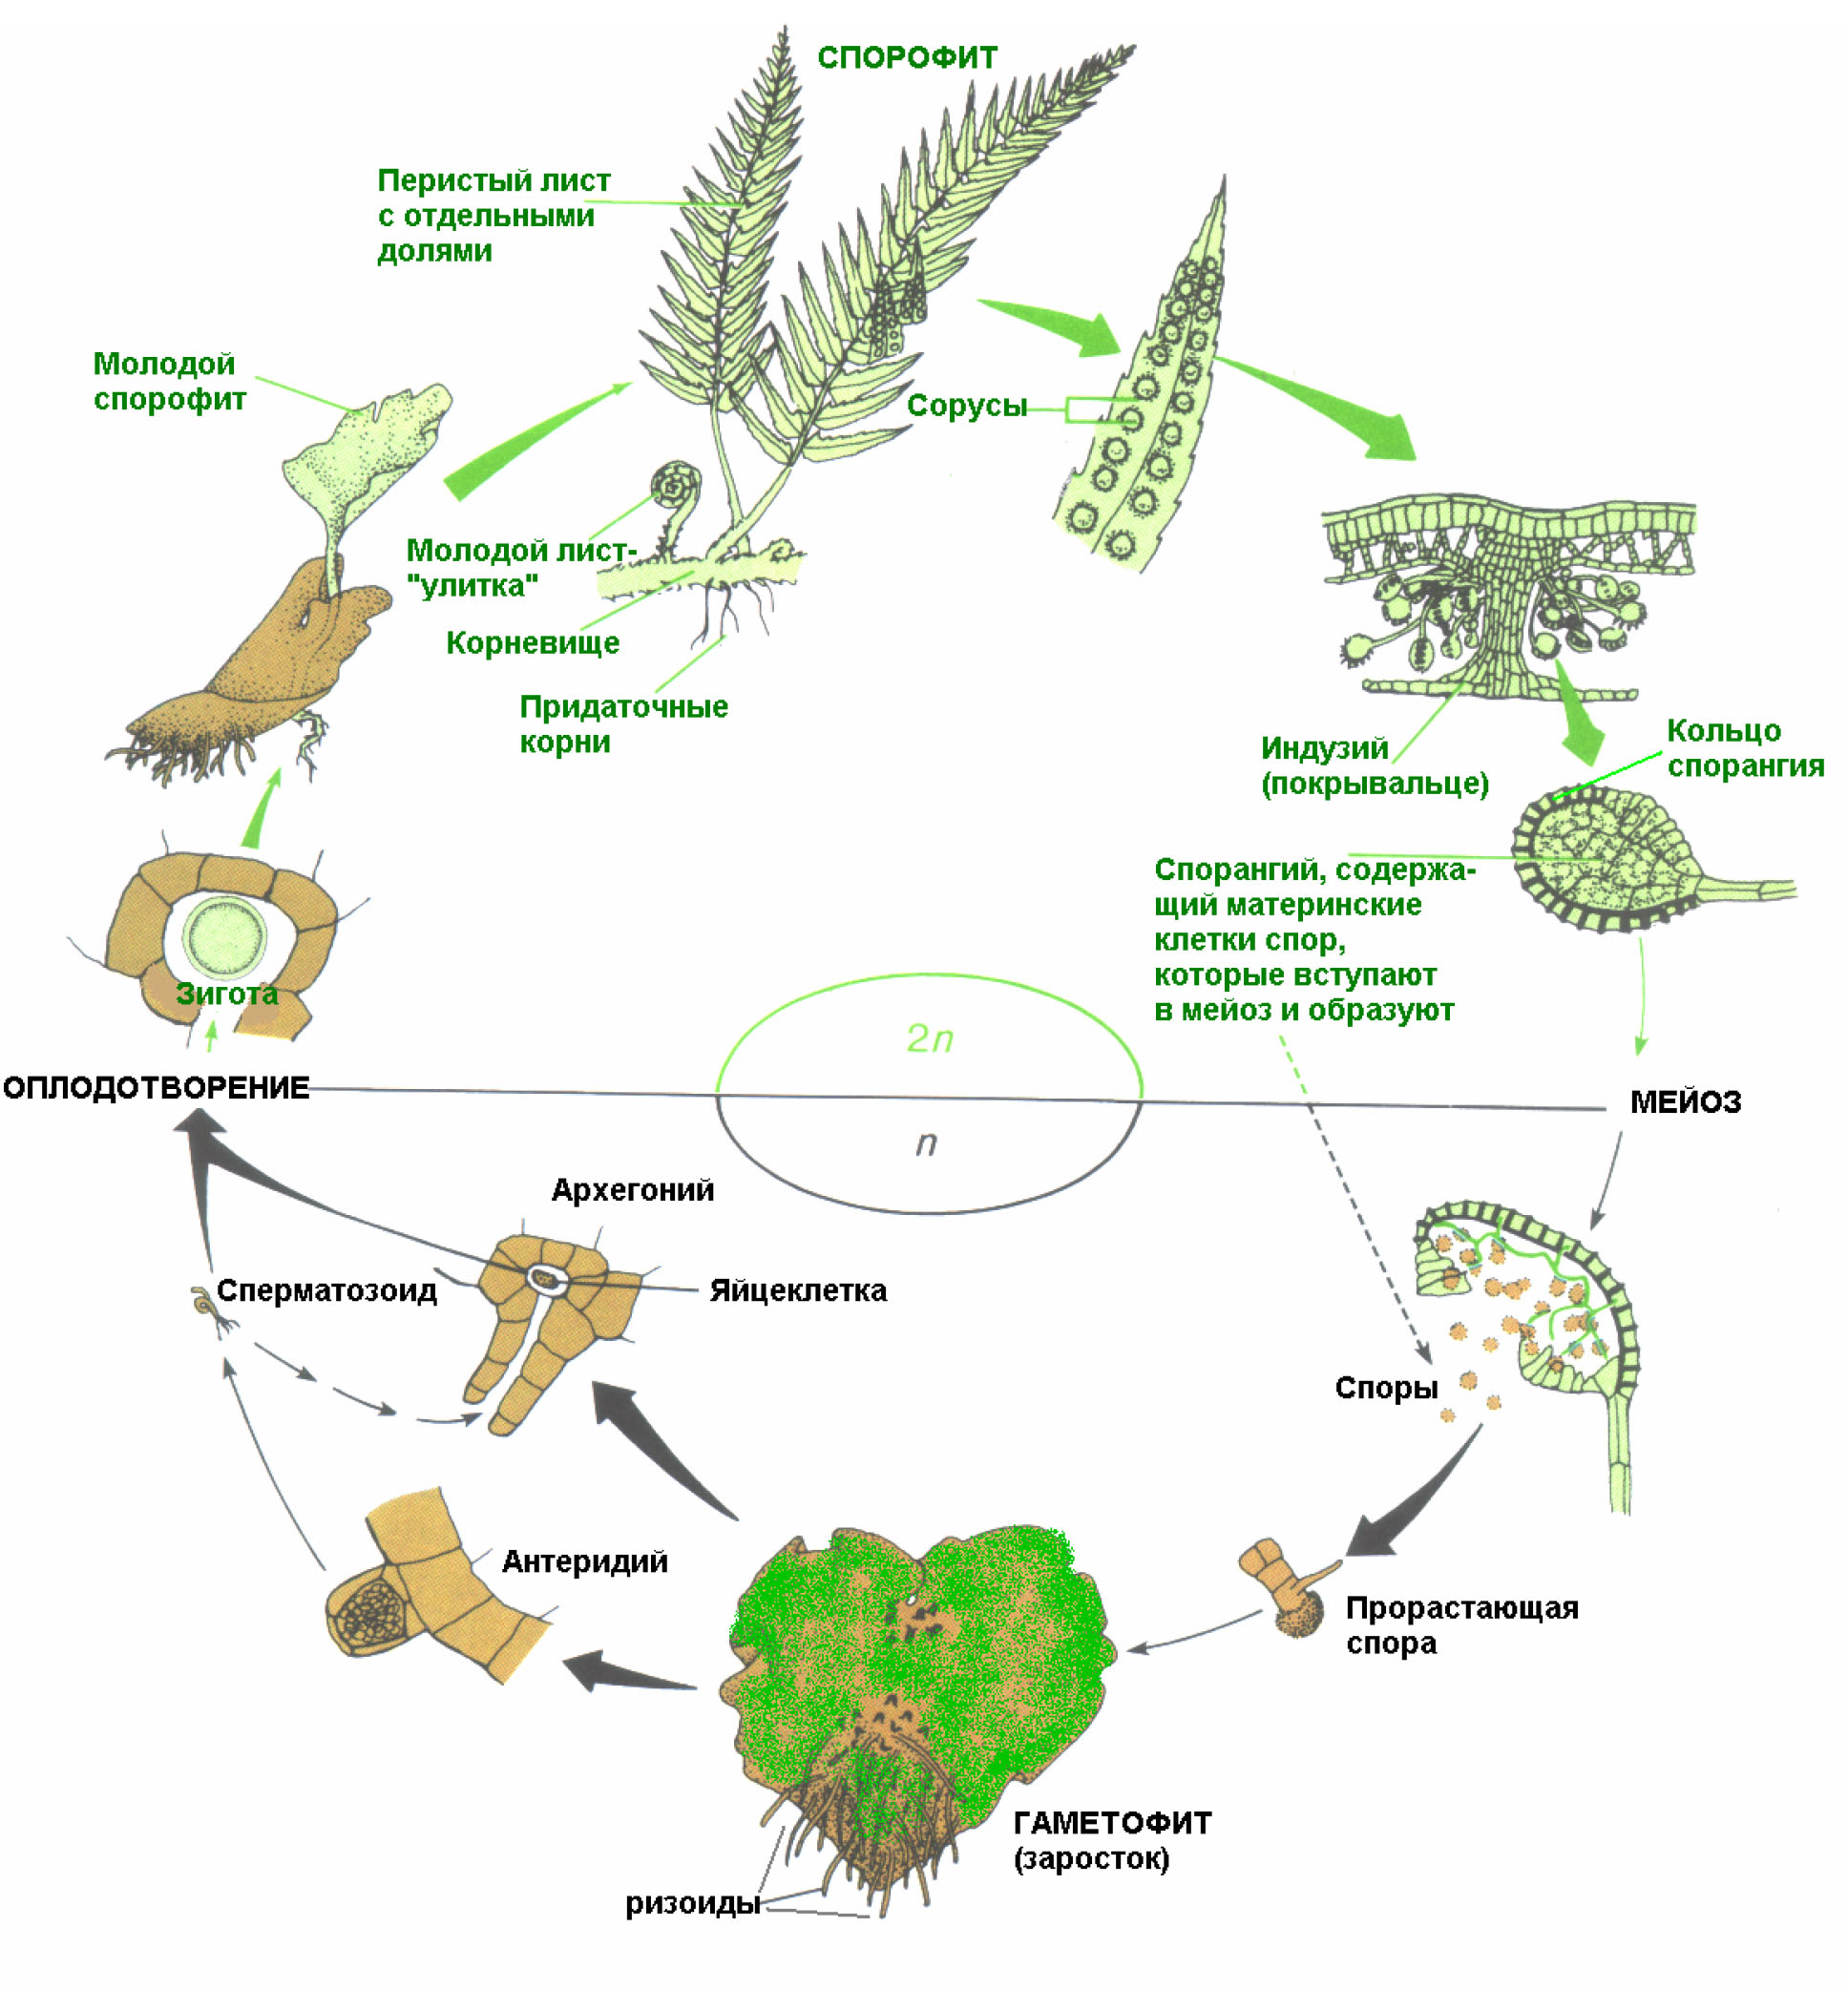 СПОРОФИТ
Перистый лист
с отдельными
долями
Молодой
спорофит
Сорусы
Молодой лист-
"улитка"
Корневище
Придаточные
корни
Индузий
(покрывальце)
Кольцо
спорангия
Спорангий, содержа-
щий материнские
клетки спор,
которые вступают
в мейоз и образуют
Зигота
2n
ОПЛОДОТВОРЕНИЕ
МЕЙОЗ
n
Архегоний
Сперматозоид
Яйцеклетка
Споры
Антеридий
Прорастающая
спора
ГАМЕТОФИТ
(заросток)
ризоиды